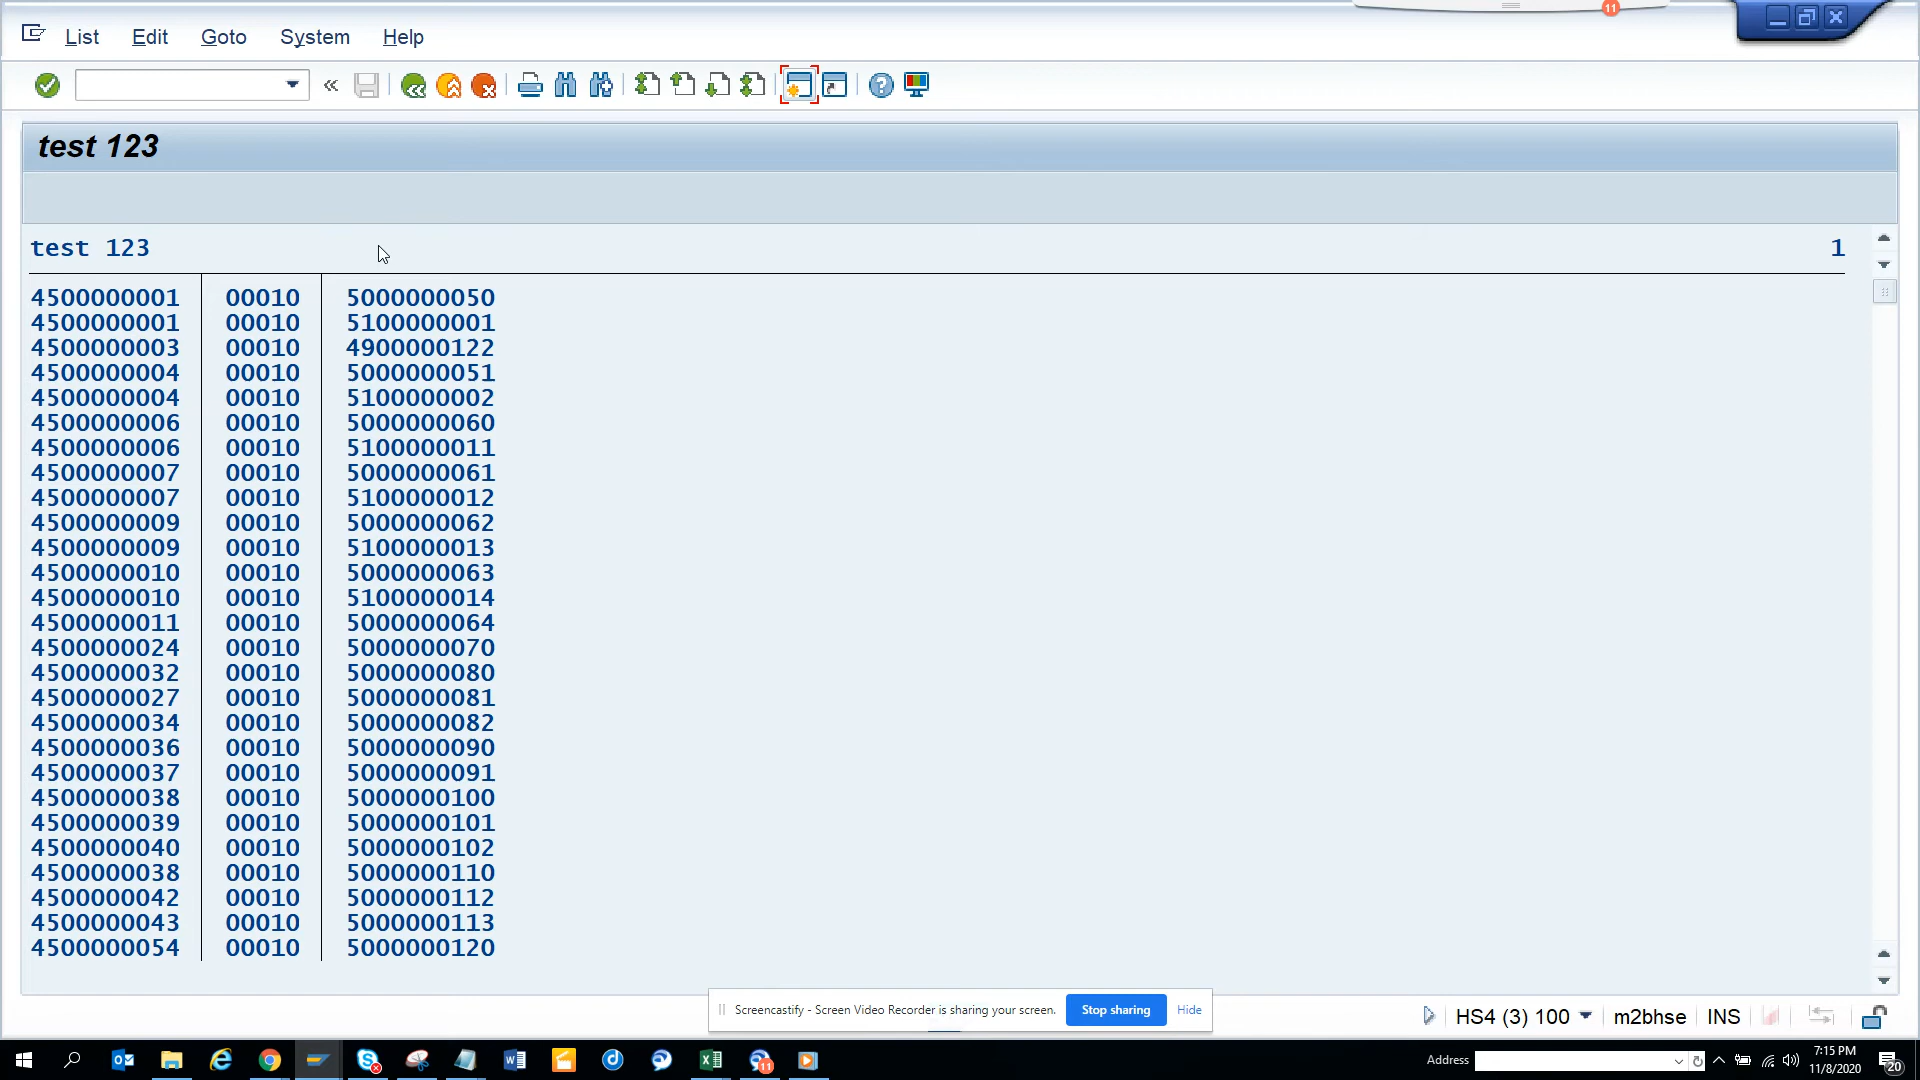 List Edit Goto System Help
11
test 123
test 123 1
4500000001 00010 5000000050
4500000001 00010 5100000001
4500000003 00010 4900000122
4500000004 00010 5000000051
4500000004 00010 5100000002
4500000006 00010 5000000060
4500000006 00010 5100000011
4500000007 00010 5000000061
4500000007 00010 5100000012
4500000009 00010 5000000062
4500000009 00010 5100000013
4500000010 00010 5000000063
4500000010 00010 5100000014
4500000011 00010 5000000064
4500000024 00010 5000000070
4500000032 00010 5000000080
4500000027 00010 5000000081
4500000034 00010 5000000082
4500000036 00010 5000000090
4500000037 00010 5000000091
4500000038 00010 5000000100
4500000039 00010 5000000101
4500000040 00010 5000000102
4500000038 00010 5000000110
4500000042 00010 5000000112
4500000043 00010 5000000113
4500000054 00010 5000000120
Screencastify - Screen Video Recorder is sharing your screen. Stop sharing Hide
HS4 (3) 100 m2bhse INS
Address
11
7:15 PM
11/8/2020
20